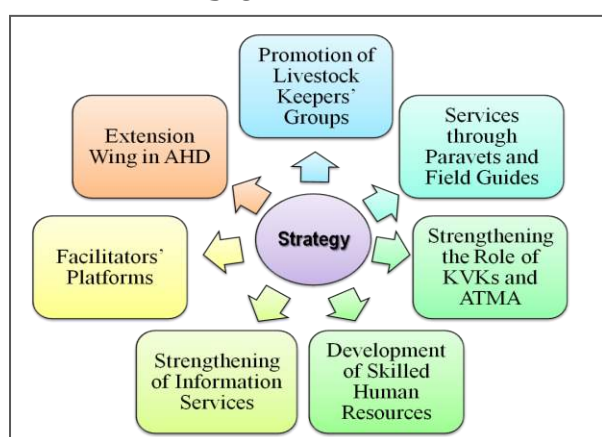 Promotion of
Livestock
Keepers'
Groups
Services
through
Paravets and
Field Guides
Strengthening
the Role of
KVKs and
ATMA
Development
of Skilled
Human
Resources
Strengthening
of Information
Services
Facilitators'
Platforms
Extension
Wing in AHD
Strategy